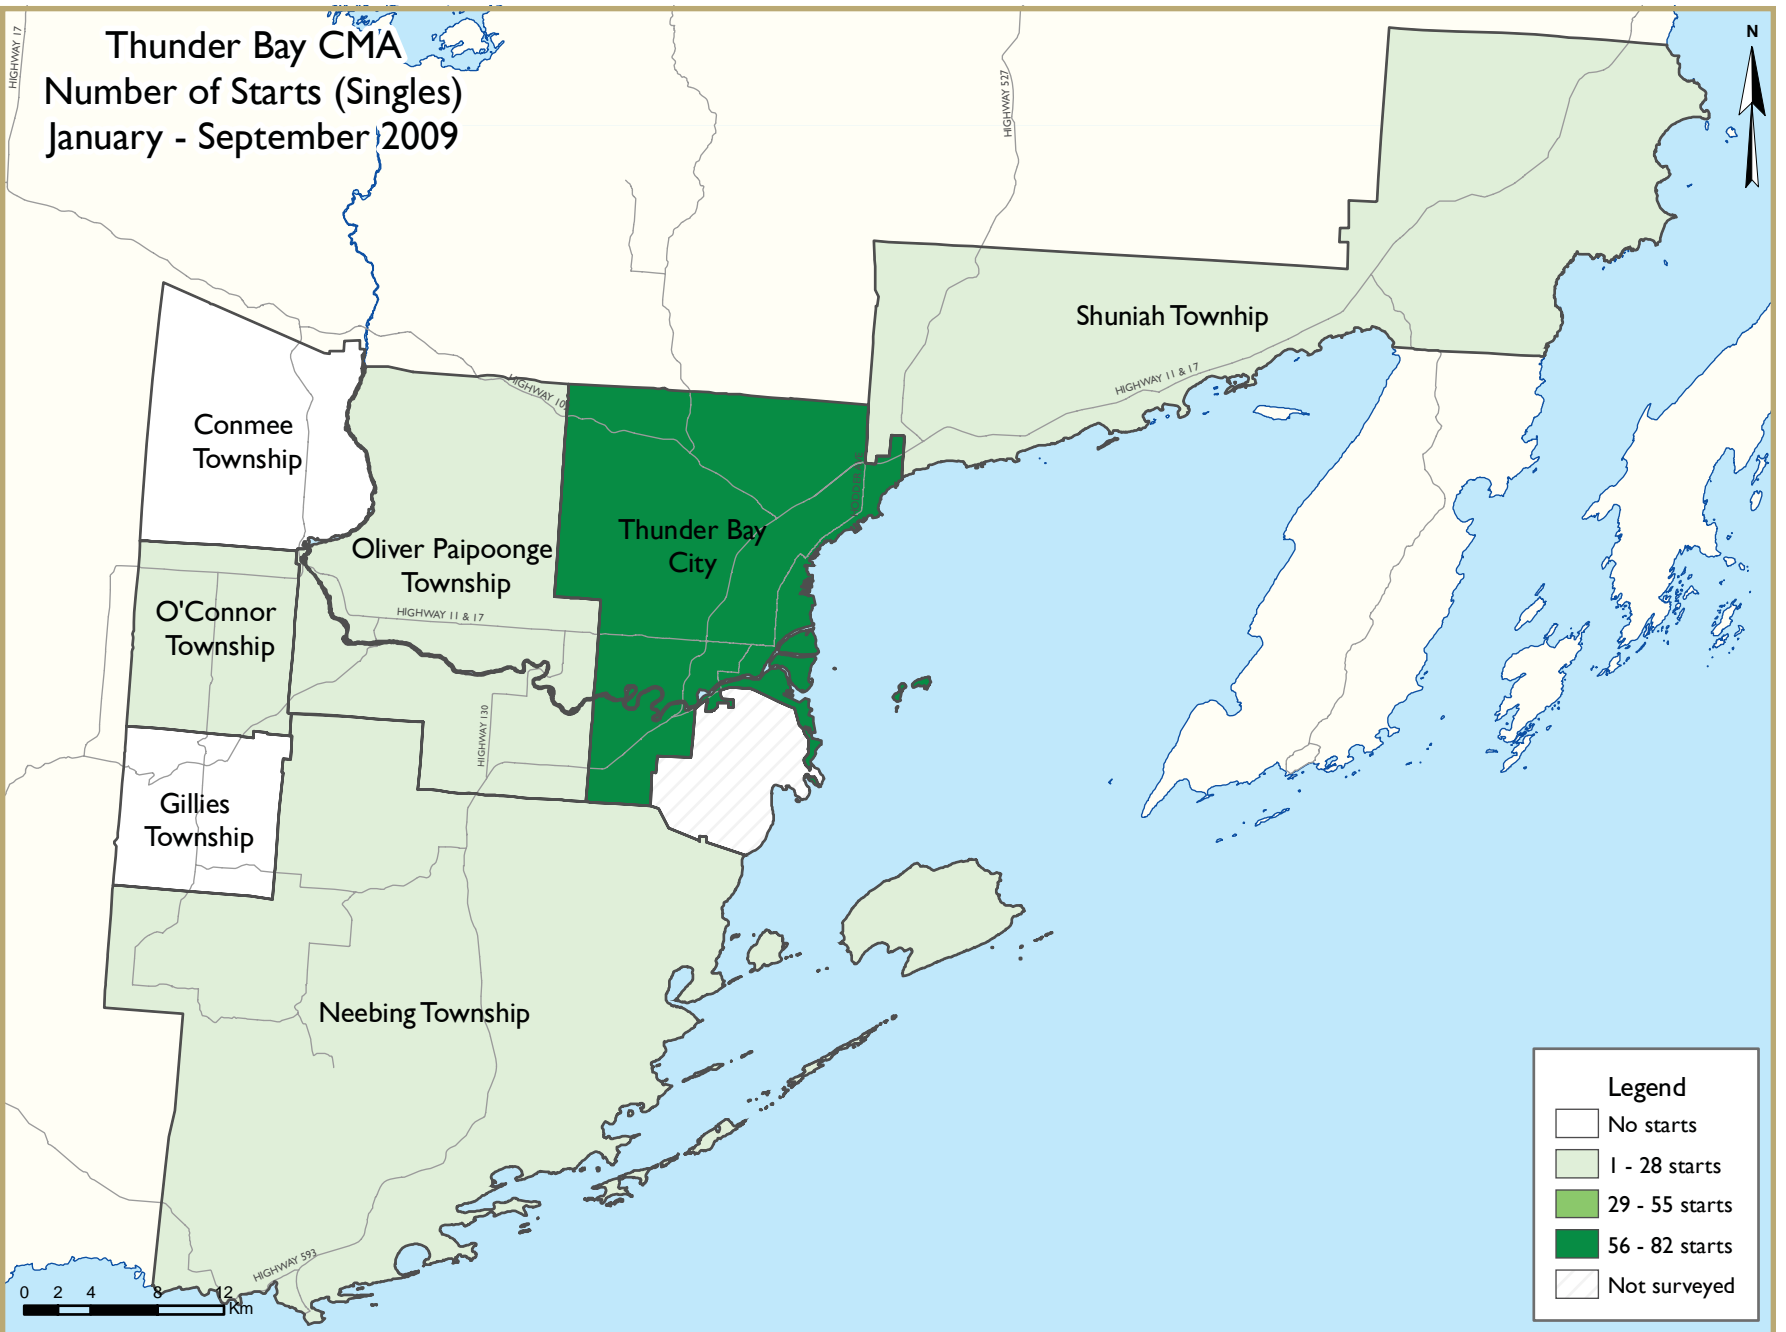 Thunder Bay CMA
Number of Starts (Singles)
January - September 2009
N
HIGHWAY 17
HIGHWAY 527
Shuniah Townhip
HIGHWAY 11 & 17
HIGHWAY 10
Conmee
Township
Oliver Paipoonge
Township
Thunder Bay
City
O'Connor
Township
HIGHWAY 11 & 17
HIGHWAY 130
Gillies
Township
Neebing Township
HIGHWAY 593
0 2 4 8 12
Km
Legend
No starts
1 - 28 starts
29 - 55 starts
56 - 82 starts
Not surveyed